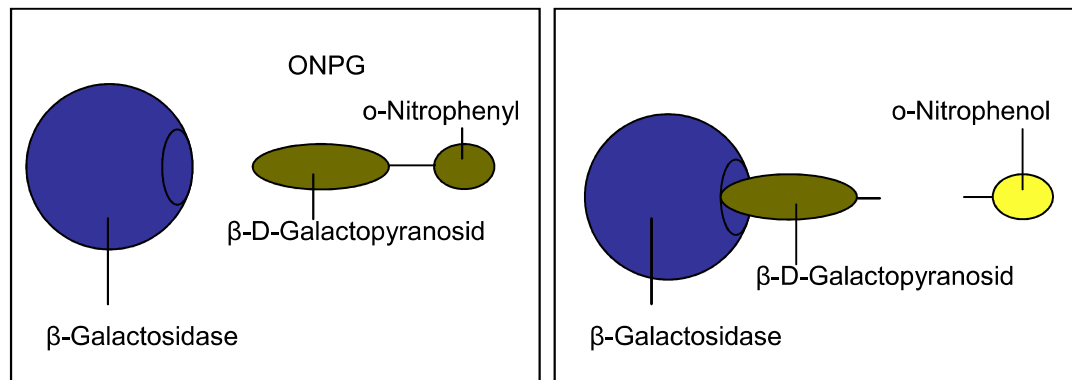 ONPG
o-Nitrophenyl
β-D-Galactopyranosid
β-Galactosidase
o-Nitrophenol
β-D-Galactopyranosid
β-Galactosidase